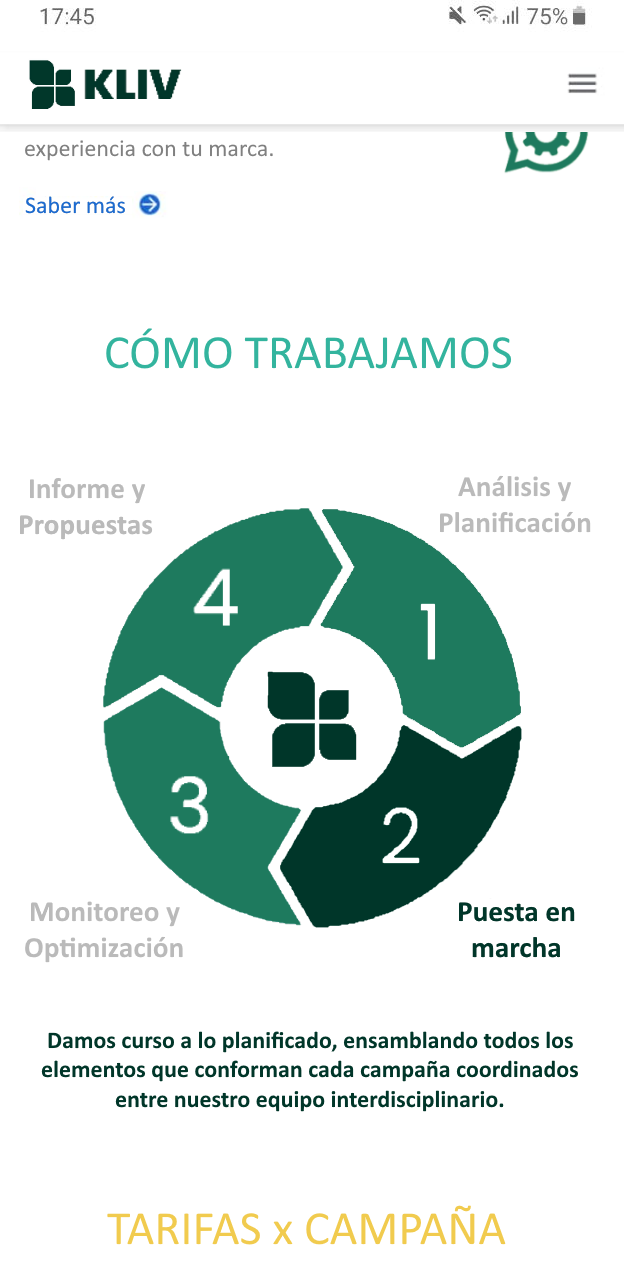 17:45
75%
KLIV
experiencia con tu marca.
Saber más
CÓMO TRABAJAMOS
Informe y
Propuestas
Análisis y
Planificación
4
1
3
2
Monitoreo y
Optimización
Puesta en
marcha
Damos curso a lo planificado, ensamblando todos los
elementos que conforman cada campaña coordinados
entre nuestro equipo interdisciplinario.
TARIFAS x CAMPAÑA